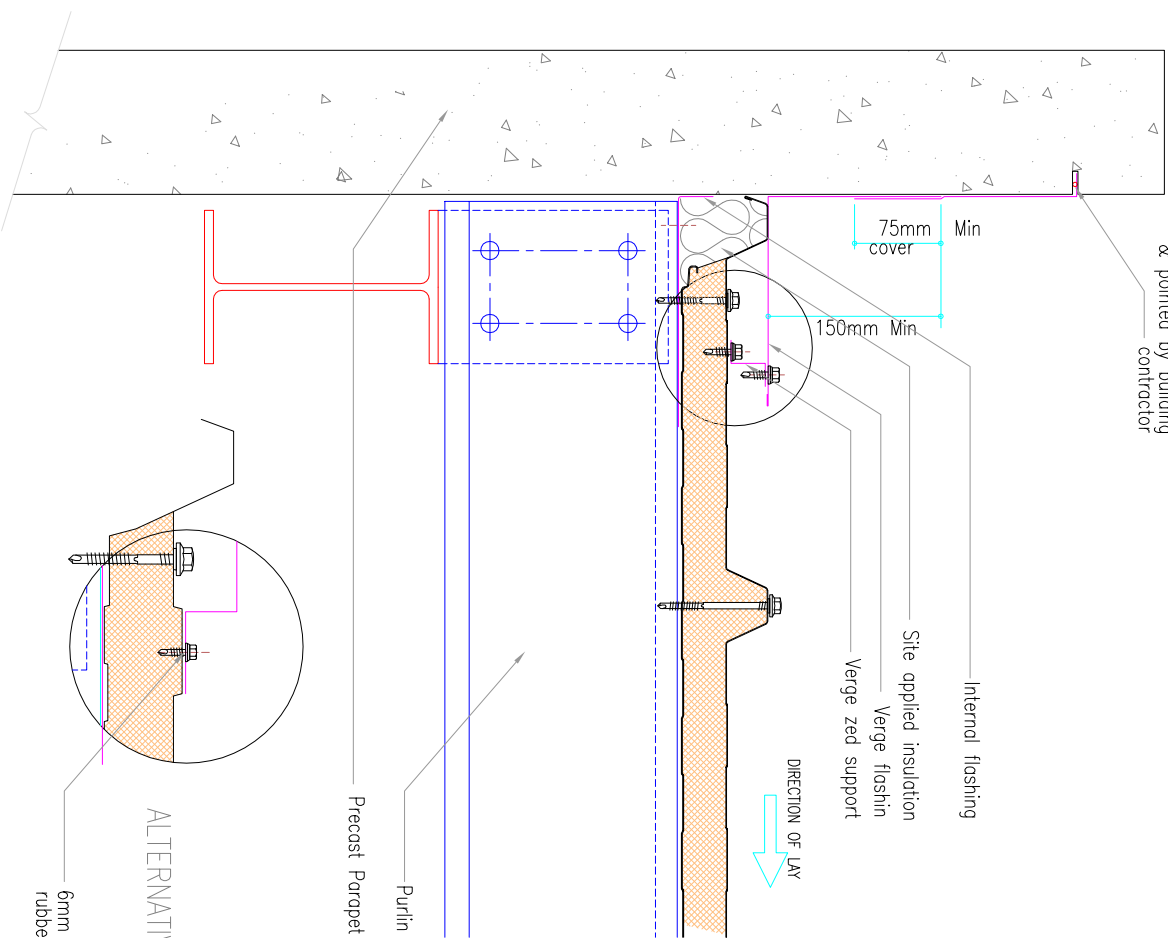 & pointed by building
contractor
75mm Min
cover
150mm Min
Internal flashing
Site applied insulation
Verge flashin
Verge zed support
DIRECTION OF LAY
Purlin
Precast Parapet
ALTERNATIV
6mm
rubbe